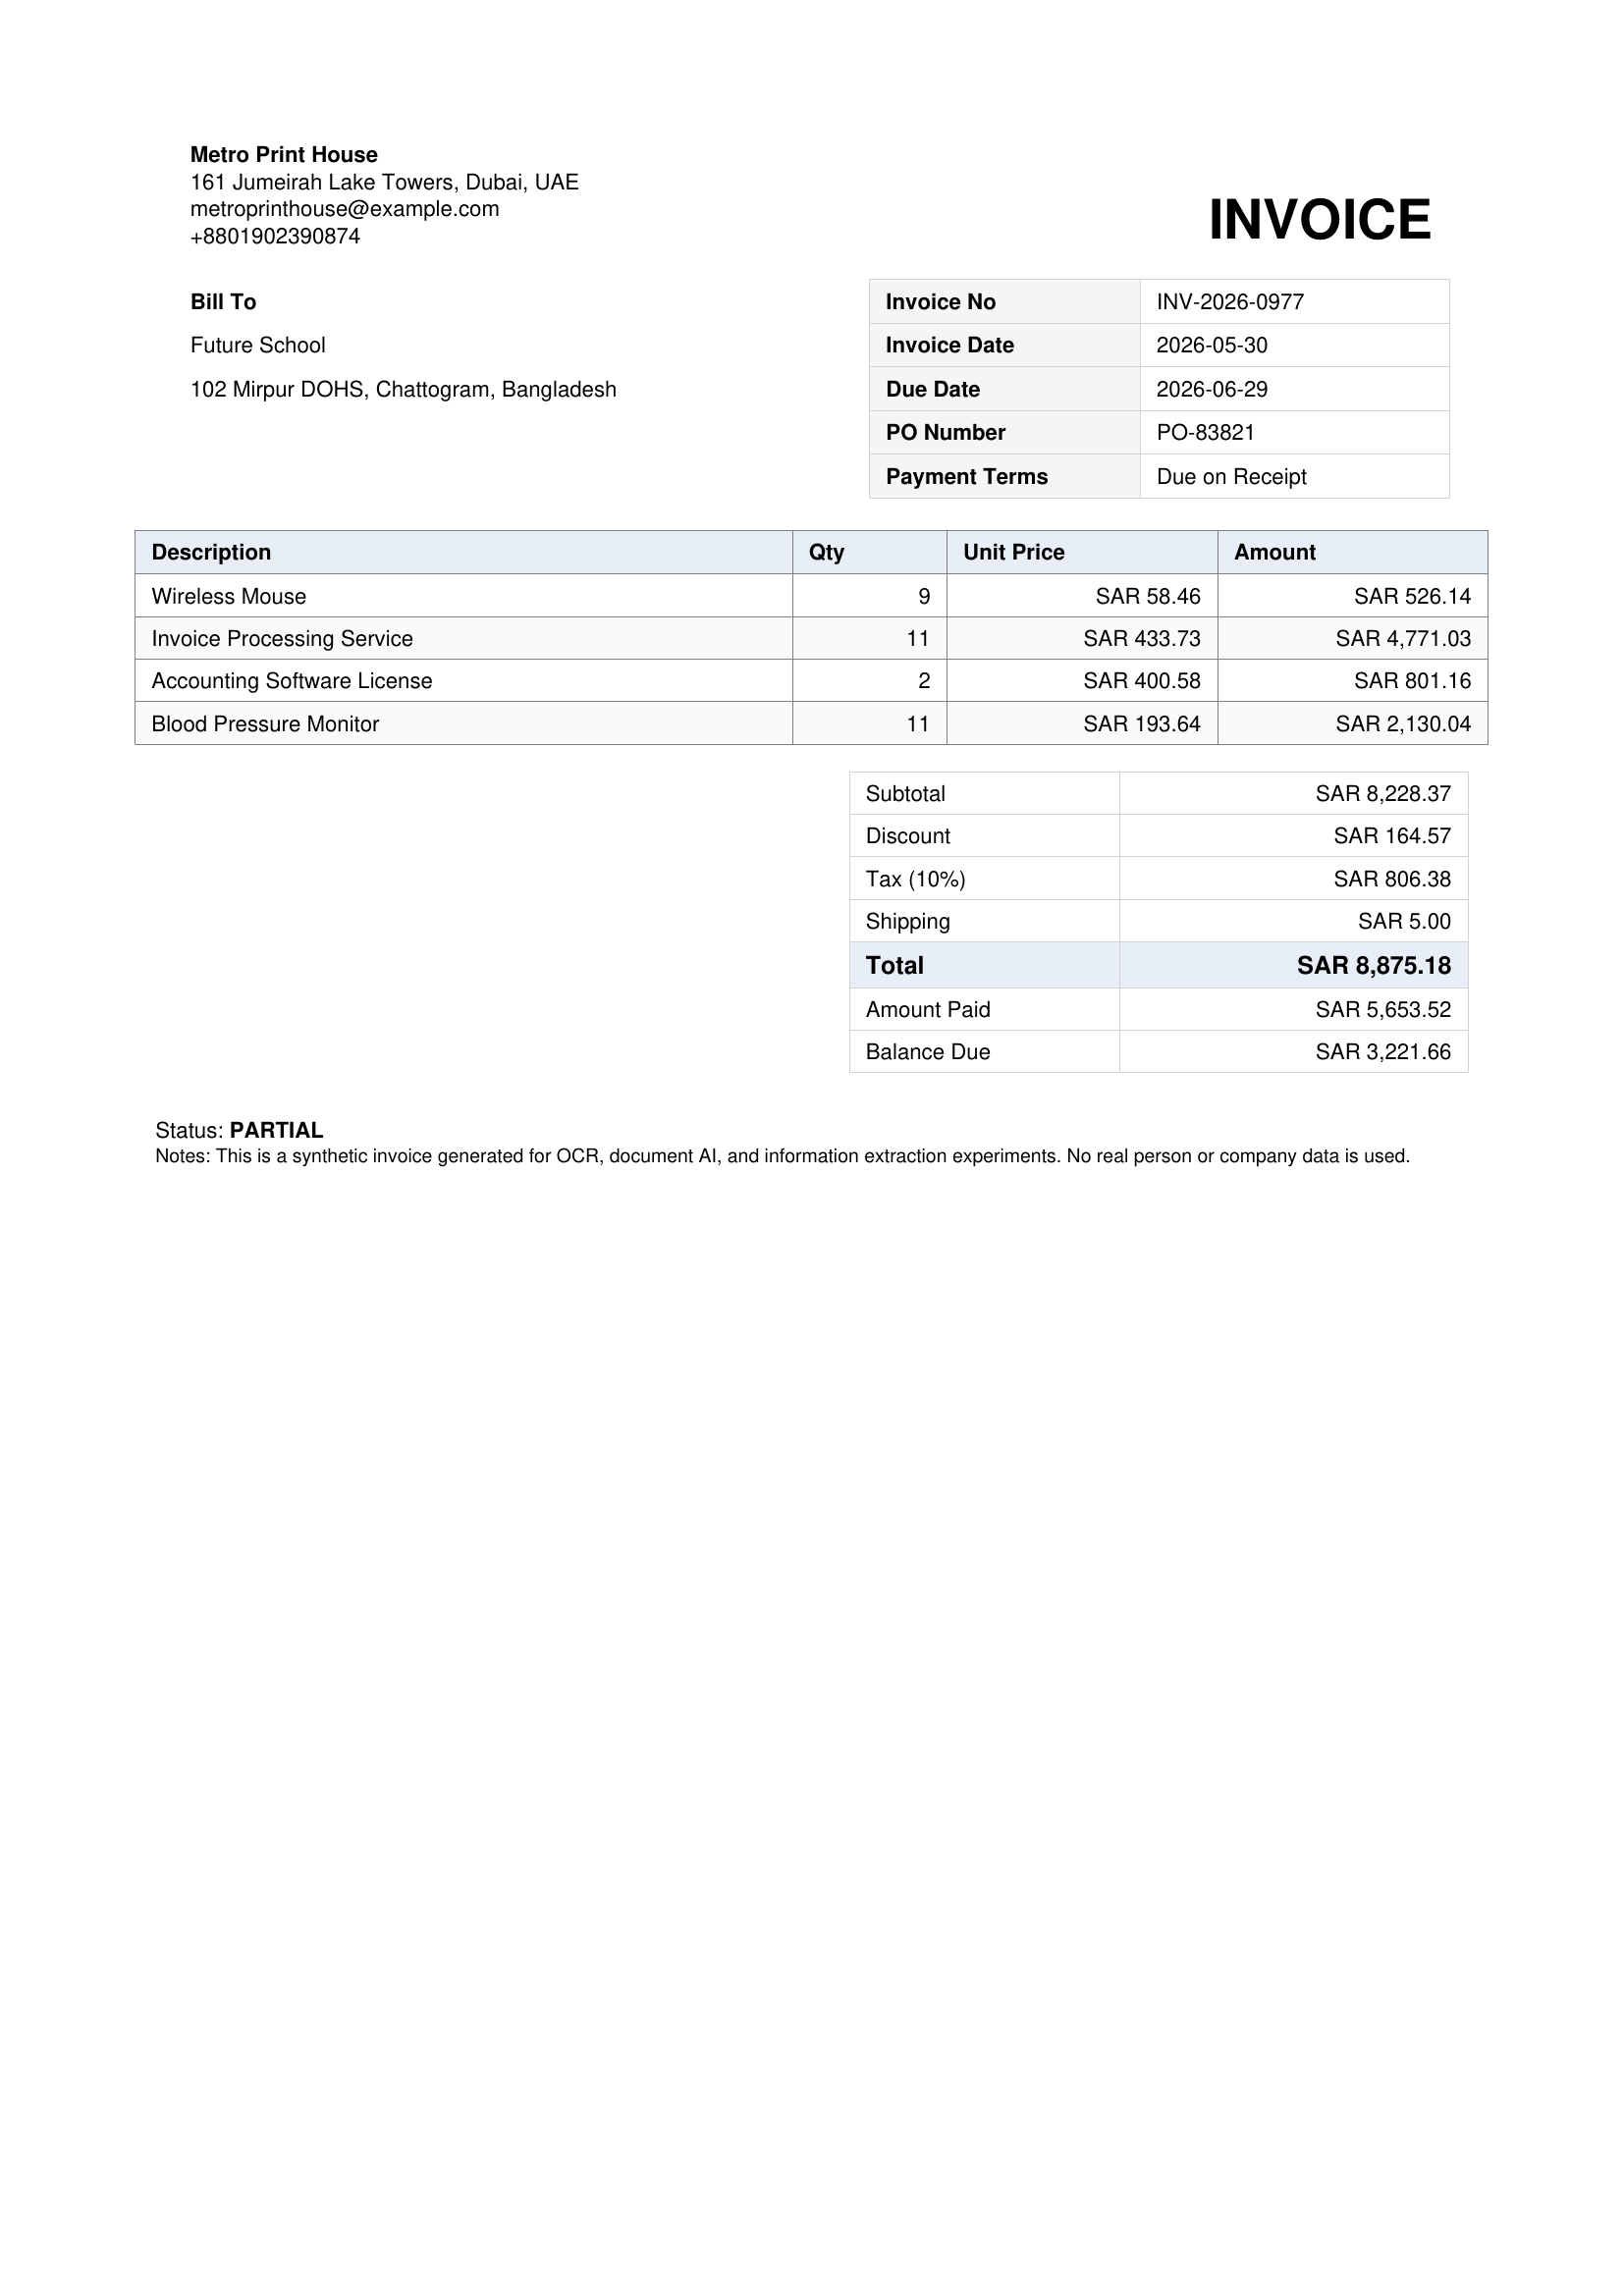 Metro Print House
161 Jumeirah Lake Towers, Dubai, UAE
metroprinthouse@example.com
+8801902390874
INVOICE
Bill To
Future School
102 Mirpur DOHS, Chattogram, Bangladesh
Invoice No INV-2026-0977
Invoice Date 2026-05-30
Due Date 2026-06-29
PO Number PO-83821
Payment Terms Due on Receipt
Description Qty Unit Price Amount
Wireless Mouse 9 SAR 58.46 SAR 526.14
Invoice Processing Service 11 SAR 433.73 SAR 4,771.03
Accounting Software License 2 SAR 400.58 SAR 801.16
Blood Pressure Monitor 11 SAR 193.64 SAR 2,130.04
Subtotal SAR 8,228.37
Discount SAR 164.57
Tax (10%) SAR 806.38
Shipping SAR 5.00
Total SAR 8,875.18
Amount Paid SAR 5,653.52
Balance Due SAR 3,221.66
Status: PARTIAL
Notes: This is a synthetic invoice generated for OCR, document AI, and information extraction experiments. No real person or company data is used.